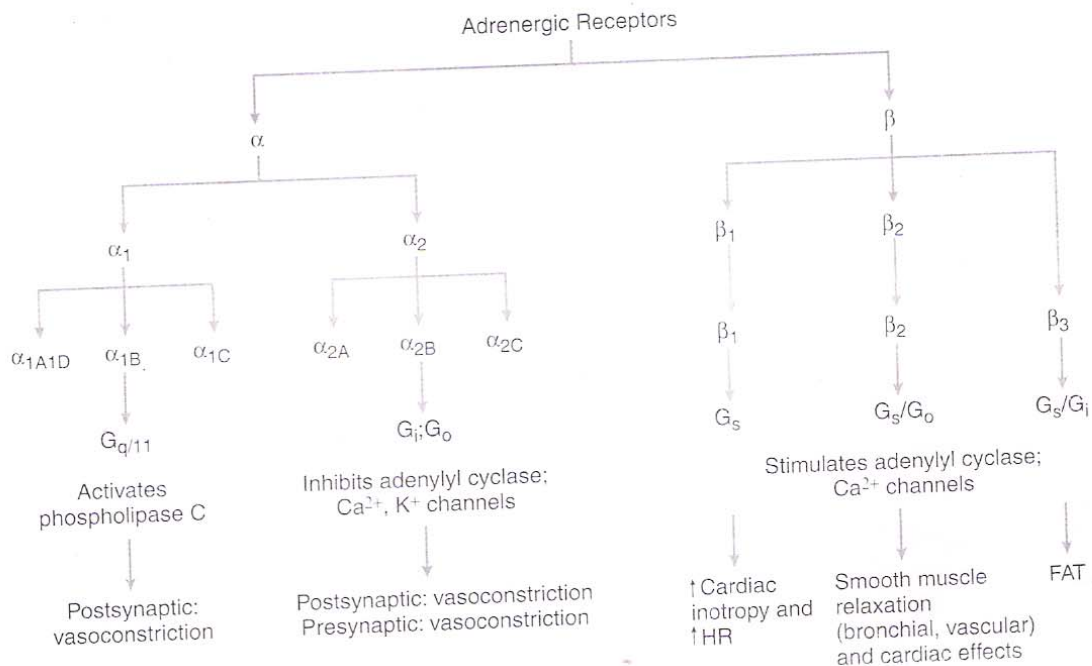 Adrenergic Receptors
α
β
α₁
α₂
β₁
β₂
α₁A1D
α₁B
α₁C
α₂A
α₂B
α₂C
β₁
β₂
β₃
Gq/11
Gᵢ;Gₒ
Gₛ
Gₛ/Gₒ
Gₛ/Gᵢ
Activates
phospholipase C
Inhibits adenylyl cyclase;
Ca²⁺, K⁺ channels
Stimulates adenylyl cyclase;
Ca²⁺ channels
Postsynaptic:
vasoconstriction
Postsynaptic: vasoconstriction
Presynaptic: vasoconstriction
↑Cardiac
inotropy and
↑HR
Smooth muscle
relaxation
(bronchial, vascular)
and cardiac effects
FAT